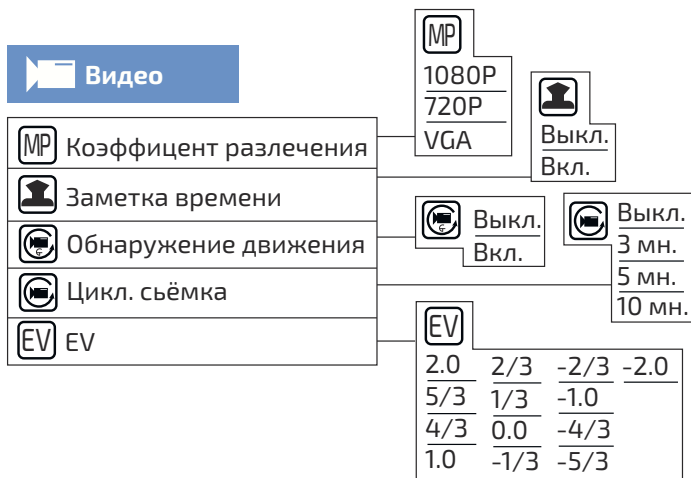 Видео
MP Коэффицент разлечения
Заметка времени
Обнаружение движения
Цикл. сьёмка
EV EV
MP
1080P
720P
VGA
Выкл.
Вкл.
Выкл.
Вкл.
Выкл.
3 мн.
5 мн.
10 мн.
EV
2.0 2/3 -2/3 -2.0
5/3 1/3 -1.0
4/3 0.0 -4/3
1.0 -1/3 -5/3